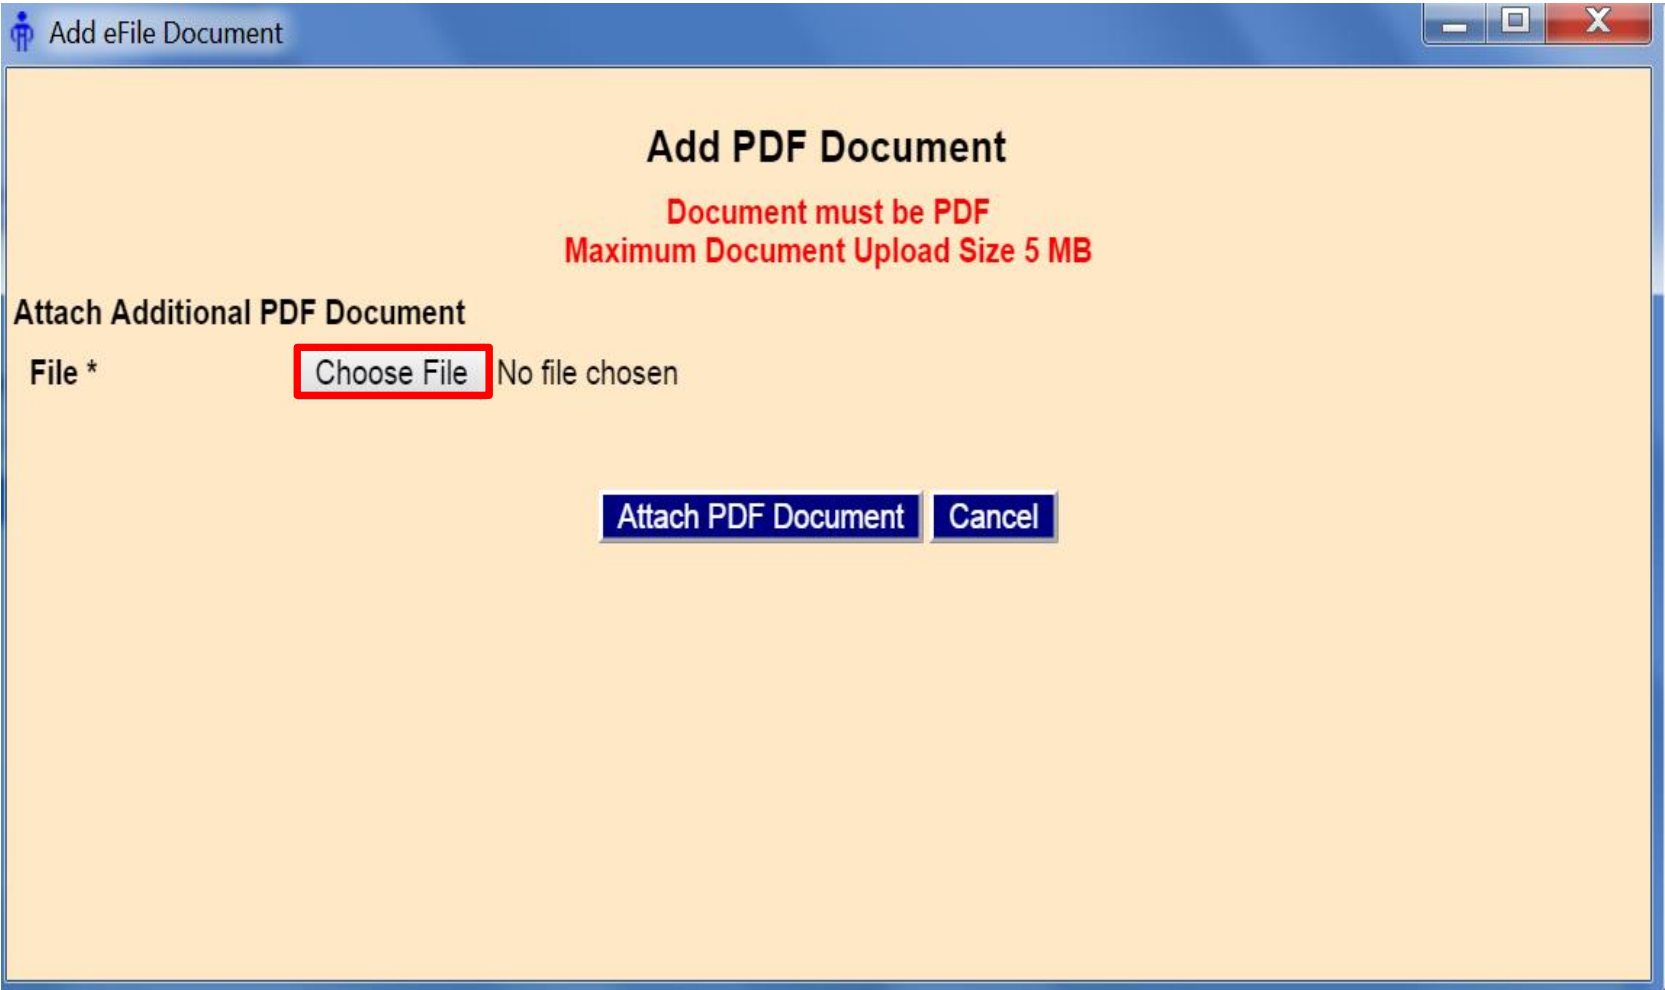 Add eFile Document
X
Add PDF Document
Document must be PDF
Maximum Document Upload Size 5 MB
Attach Additional PDF Document
File * Choose File No file chosen
Attach PDF Document Cancel